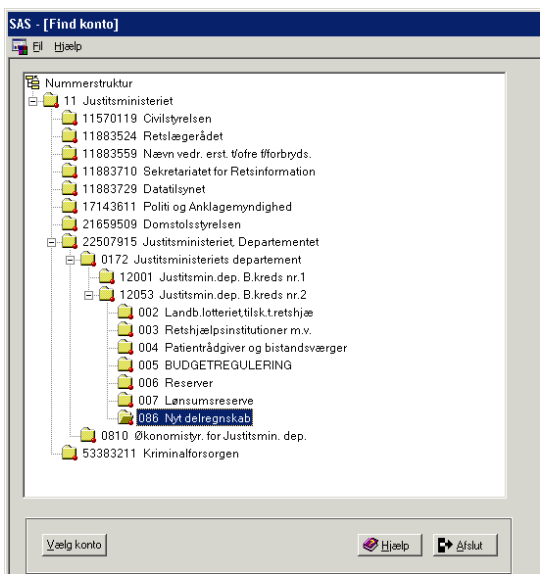 SAS - [Find konto]
Fil Hjælp
Nummerstruktur
11 Justitsministeriet
11570119 Civilstyrelsen
11883524 Retslægerådet
11883559 Nævn vedr. erst. t/ofre f/forbryds.
11883710 Sekretariatet for Retsinformation
11883729 Datatilsynet
17143611 Politi og Anklagemyndighed
21659509 Domstolsstyrelsen
22507915 Justitsministeriet, Departementet
0172 Justitsministeriets departement
12001 Justitsmin.dep. B.kreds nr.1
12053 Justitsmin.dep. B.kreds nr.2
002 Landb.lotteriet,tilsk.t.retshjæ
003 Retshjælpsinstitutioner m.v.
004 Patientrådgiver og bistandsværger
005 BUDGETREGULERING
006 Reserver
007 Lønsumsreserve
086 Nyt delregnskab
0810 Økonomistyr. for Justitsmin. dep.
53383211 Kriminalforsorgen
Vælg konto Hjælp Afslut